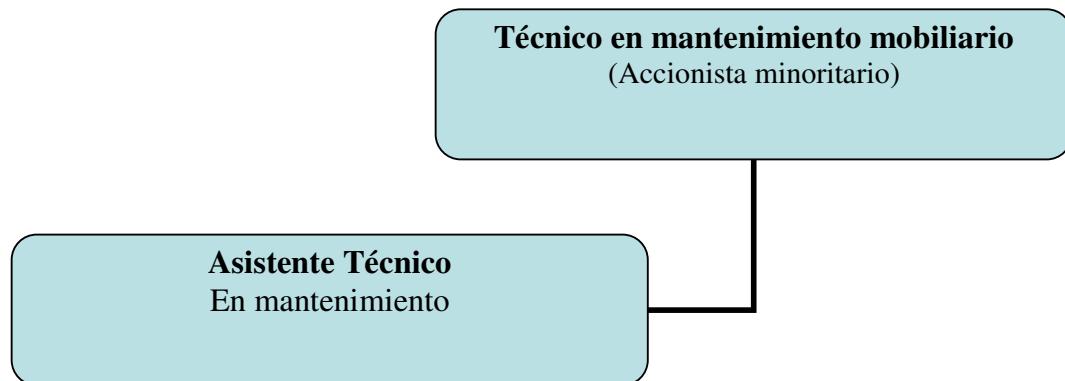 Técnico en mantenimiento mobiliario
(Accionista minoritario)
Asistente Técnico
En mantenimiento